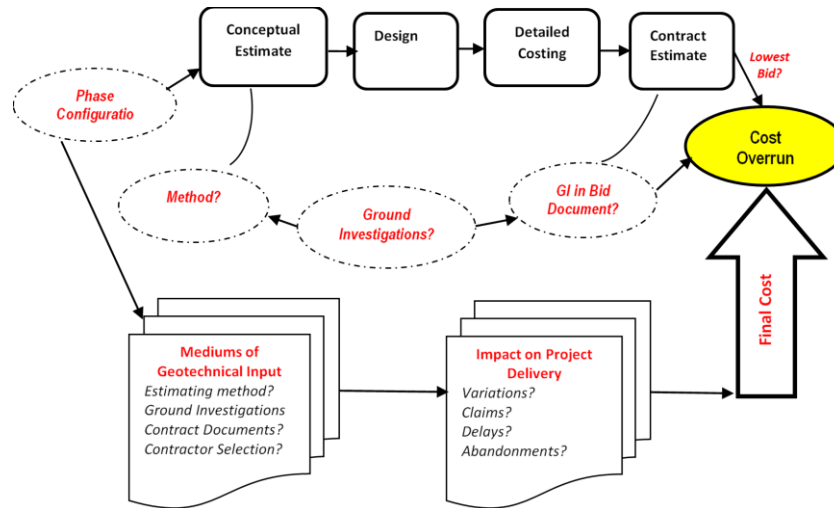 Conceptual
Estimate
Design
Detailed
Costing
Contract
Estimate
Lowest
Bid?
Phase
Configuratio
Cost
Overrun
Method?
Ground
Investigations?
GI in Bid
Document?
Final Cost
Mediums of
Geotechnical Input
Estimating method?
Ground Investigations
Contract Documents?
Contractor Selection?
Impact on Project
Delivery
Variations?
Claims?
Delays?
Abandonments?